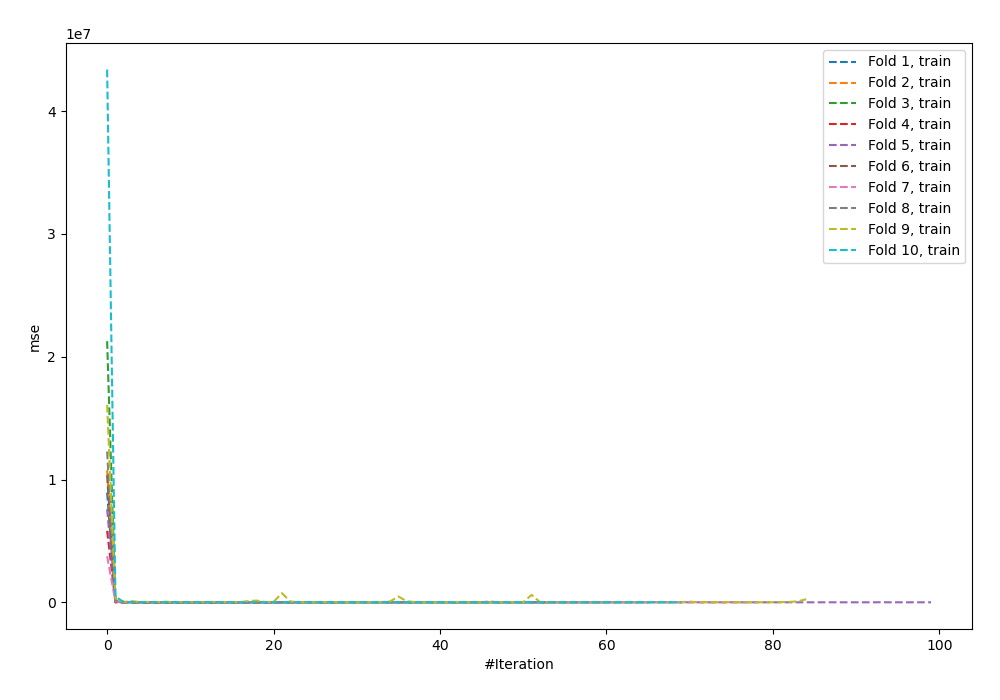 1e7
4
3
2
1
0
mse
0
20
40
60
80
100
#Iteration
Fold 1, train
Fold 2, train
Fold 3, train
Fold 4, train
Fold 5, train
Fold 6, train
Fold 7, train
Fold 8, train
Fold 9, train
Fold 10, train